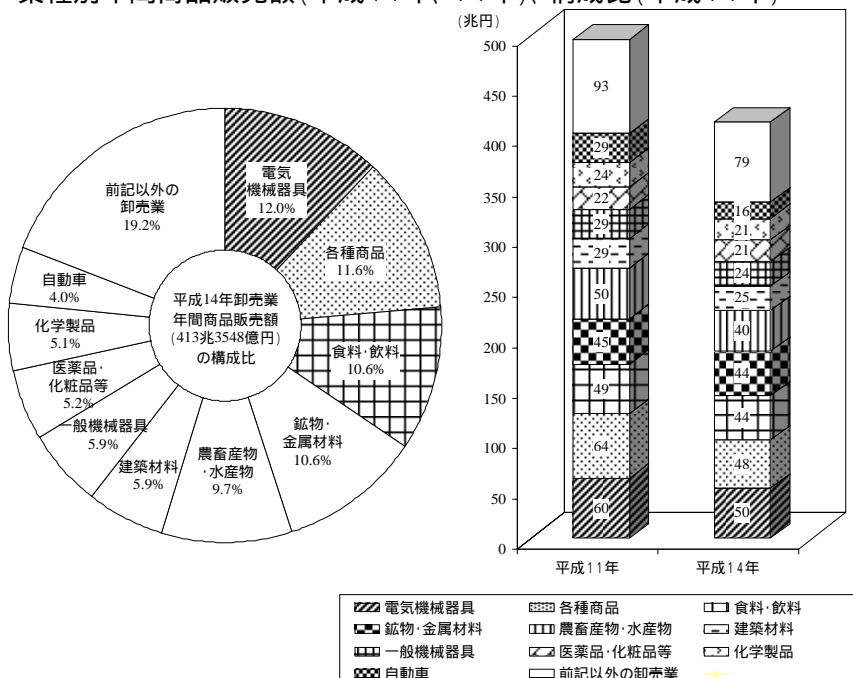 (兆円)
電気
機械器具
12.0%
各種商品
11.6%
食料･飲料
10.6%
鉱物･
金属材料
10.6%
農畜産物
･水産物
9.7%
建築材料
5.9%
一般機械器具
5.9%
医薬品･
化粧品等
5.2%
化学製品
5.1%
自動車
4.0%
前記以外の
卸売業
19.2%
平成14年卸売業
年間商品販売額
(413兆3548億円)
の構成比
500
450
400
350
300
250
200
150
100
50
0
93
29
24
22
29
29
50
45
49
64
60
79
16
21
21
24
25
40
44
44
48
50
平成11年
平成14年
電気機械器具 各種商品 食料･飲料
鉱物･金属材料 農畜産物･水産物 建築材料
一般機械器具 医薬品･化粧品等 化学製品
自動車 前記以外の卸売業